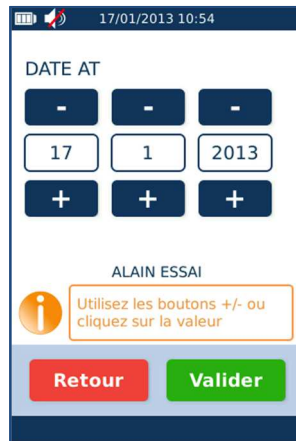 17/01/2013 10:54
DATE AT
- - -
17 1 2013
+ + +
ALAIN ESSAI
Utilisez les boutons +/- ou
cliquez sur la valeur
Retour Valider